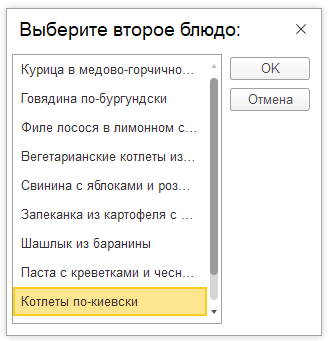 Выберите второе блюдо:
Курица в медово-горчично...
OK
Говядина по-бургундски
Отмена
Филе лосося в лимонном с...
Вегетарианские котлеты из...
Свинина с яблоками и роз...
Запеканка из картофеля с ...
Шашлык из баранины
Паста с креветками и чесн...
Котлеты по-киевски